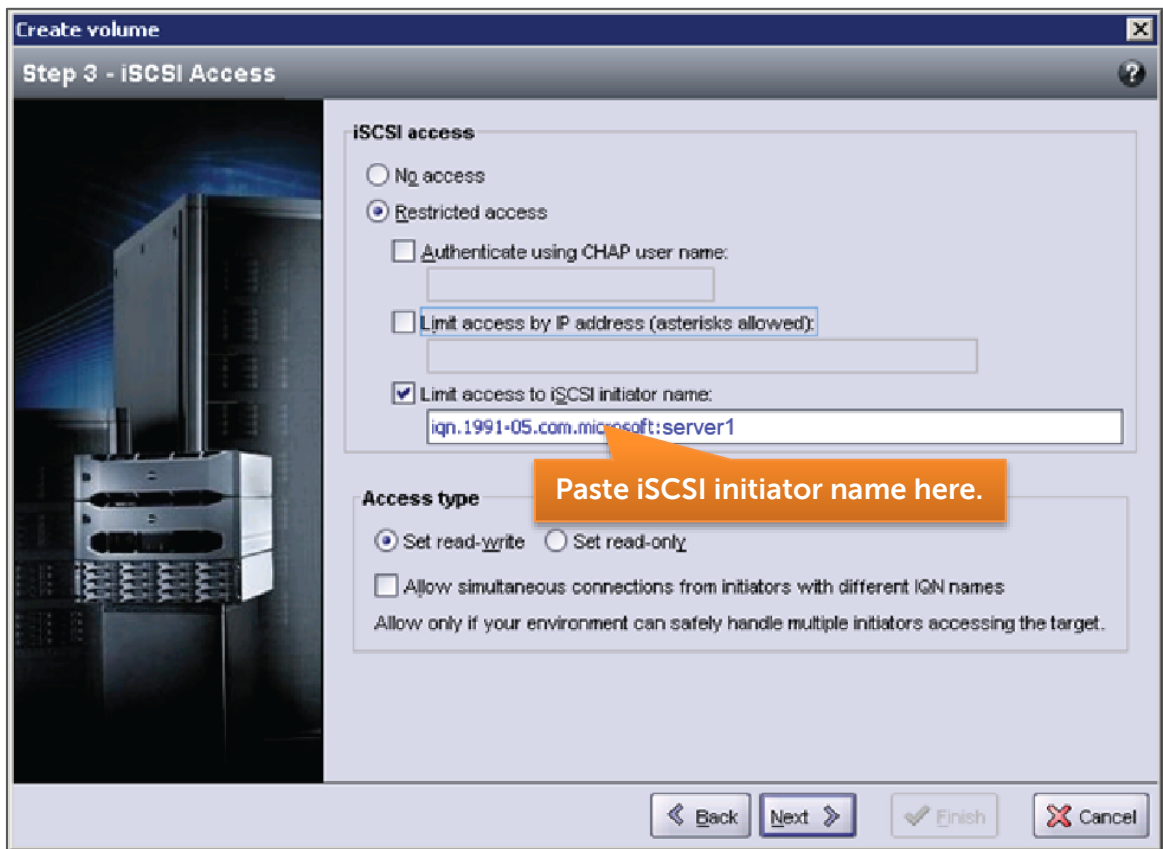 Create volume
Step 3 - iSCSI Access
?
iSCSI access
No access
Restricted access
Authenticate using CHAP user name:
Limit access by IP address (asterisks allowed):
Limit access to iSCSI initiator name:
iqn.1991-05.com.microsoft:server1
Paste iSCSI initiator name here.
Access type
Set read-write Set read-only
Allow simultaneous connections from initiators with different IQN names
Allow only if your environment can safely handle multiple initiators accessing the target.
Back Next Finish Cancel